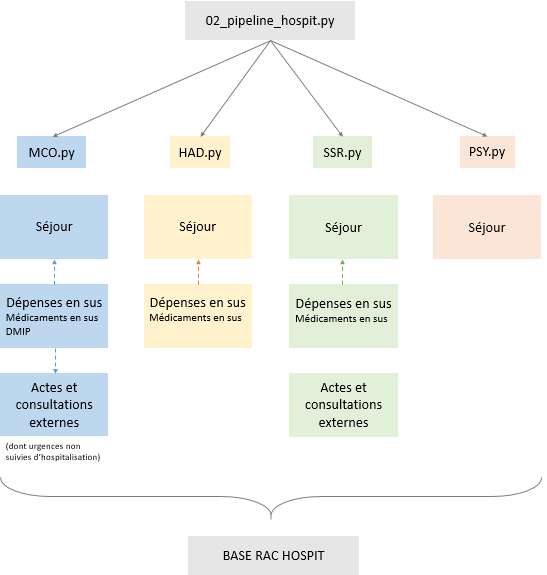 02_pipeline_hospit.py
MCO.py
HAD.py
SSR.py
PSY.py
Séjour
Séjour
Séjour
Séjour
Dépenses en sus
Médicaments en sus
DMIP
Dépenses en sus
Médicaments en sus
Dépenses en sus
Médicaments en sus
Actes et
consultations
externes
Actes et
consultations
externes
(dont urgences non
suivies d'hospitalisation)
BASE RAC HOSPIT